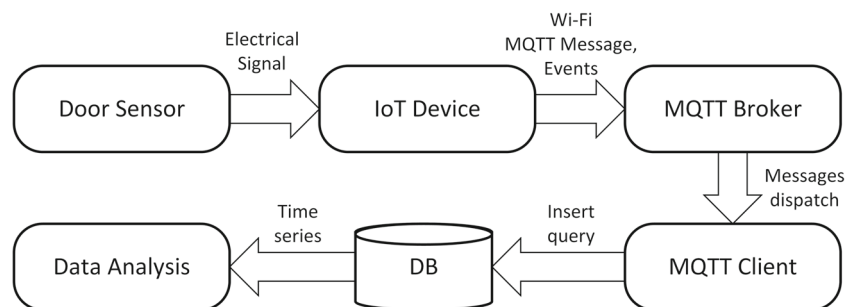 Electrical
Signal
Wi-Fi
MQTT Message,
Events
Door Sensor
IoT Device
MQTT Broker
Messages
dispatch
Time
series
Insert
query
Data Analysis
DB
MQTT Client